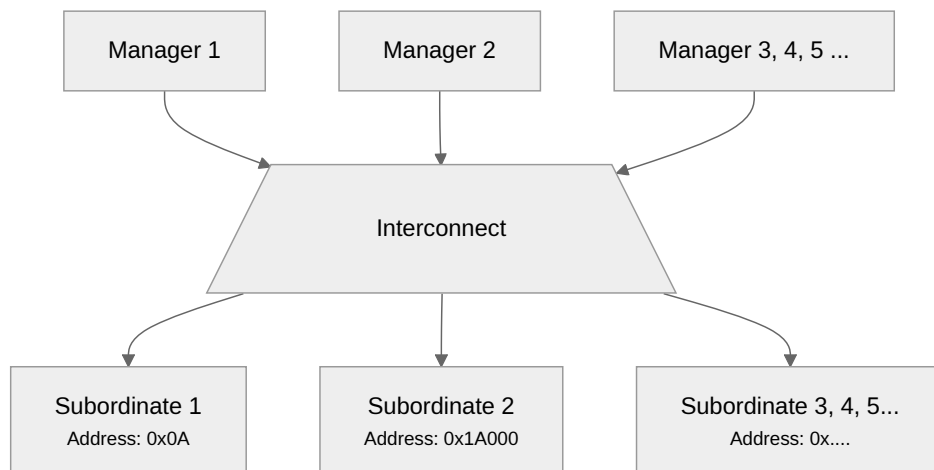 Manager 1
Manager 2
Manager 3, 4, 5 ...
Interconnect
Subordinate 1
Address: 0x0A
Subordinate 2
Address: 0x1A000
Subordinate 3, 4, 5...
Address: 0x....